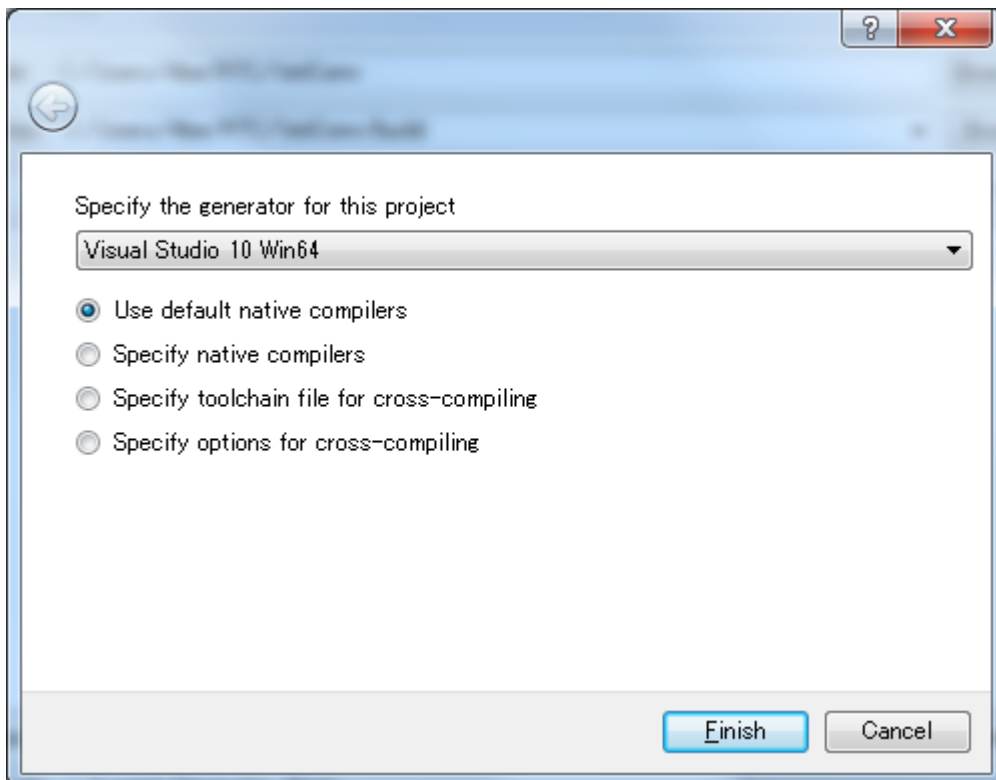 Specify the generator for this project
Visual Studio 10 Win64
Use default native compilers
Specify native compilers
Specify toolchain file for cross-compiling
Specify options for cross-compiling
Finish
Cancel